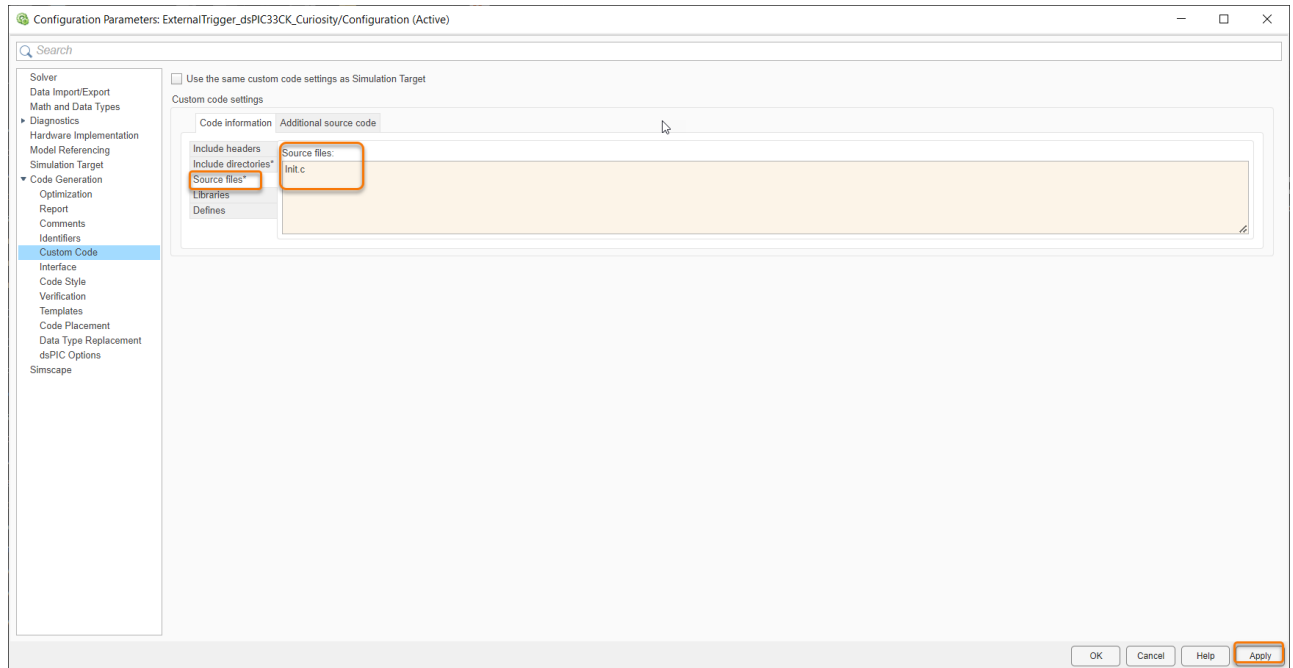 Configuration Parameters: ExternalTrigger_dsPIC33CK_Curiosity/Configuration (Active)
Search
Solver
Data Import/Export
Math and Data Types
Diagnostics
Hardware Implementation
Model Referencing
Simulation Target
Code Generation
Optimization
Report
Comments
Identifiers
Custom Code
Interface
Code Style
Verification
Templates
Code Placement
Data Type Replacement
dsPIC Options
Simscape
Use the same custom code settings as Simulation Target
Custom code settings
Code information Additional source code
Include headers
Include directories*
Source files*
Libraries
Defines
Source files:
Init.c
OK Cancel Help Apply